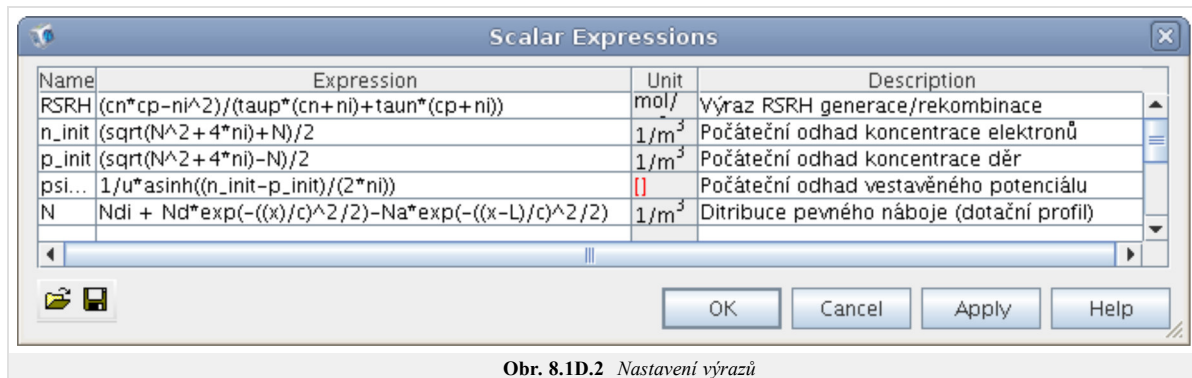 Scalar Expressions
Name Expression Unit Description
RSRH (cn*cp-ni^2)/(taup*(cn+ni)+taun*(cp+ni)) mol/ Výraz RSRH generace/rekombinace
n_init (sqrt(N^2+4*ni)+N)/2 1/m³ Počáteční odhad koncentrace elektronů
p_init (sqrt(N^2+4*ni)-N)/2 1/m³ Počáteční odhad koncentrace děr
psi... 1/u*asinh((n_init-p_init)/(2*ni)) [] Počáteční odhad vestavěného potenciálu
N Ndi + Nd*exp(-((x)/c)^2/2)-Na*exp(-((x-L)/c)^2/2) 1/m³ Ditribuce pevného náboje (dotační profil)
OK Cancel Apply Help
Obr. 8.1D.2 Nastavení výrazů